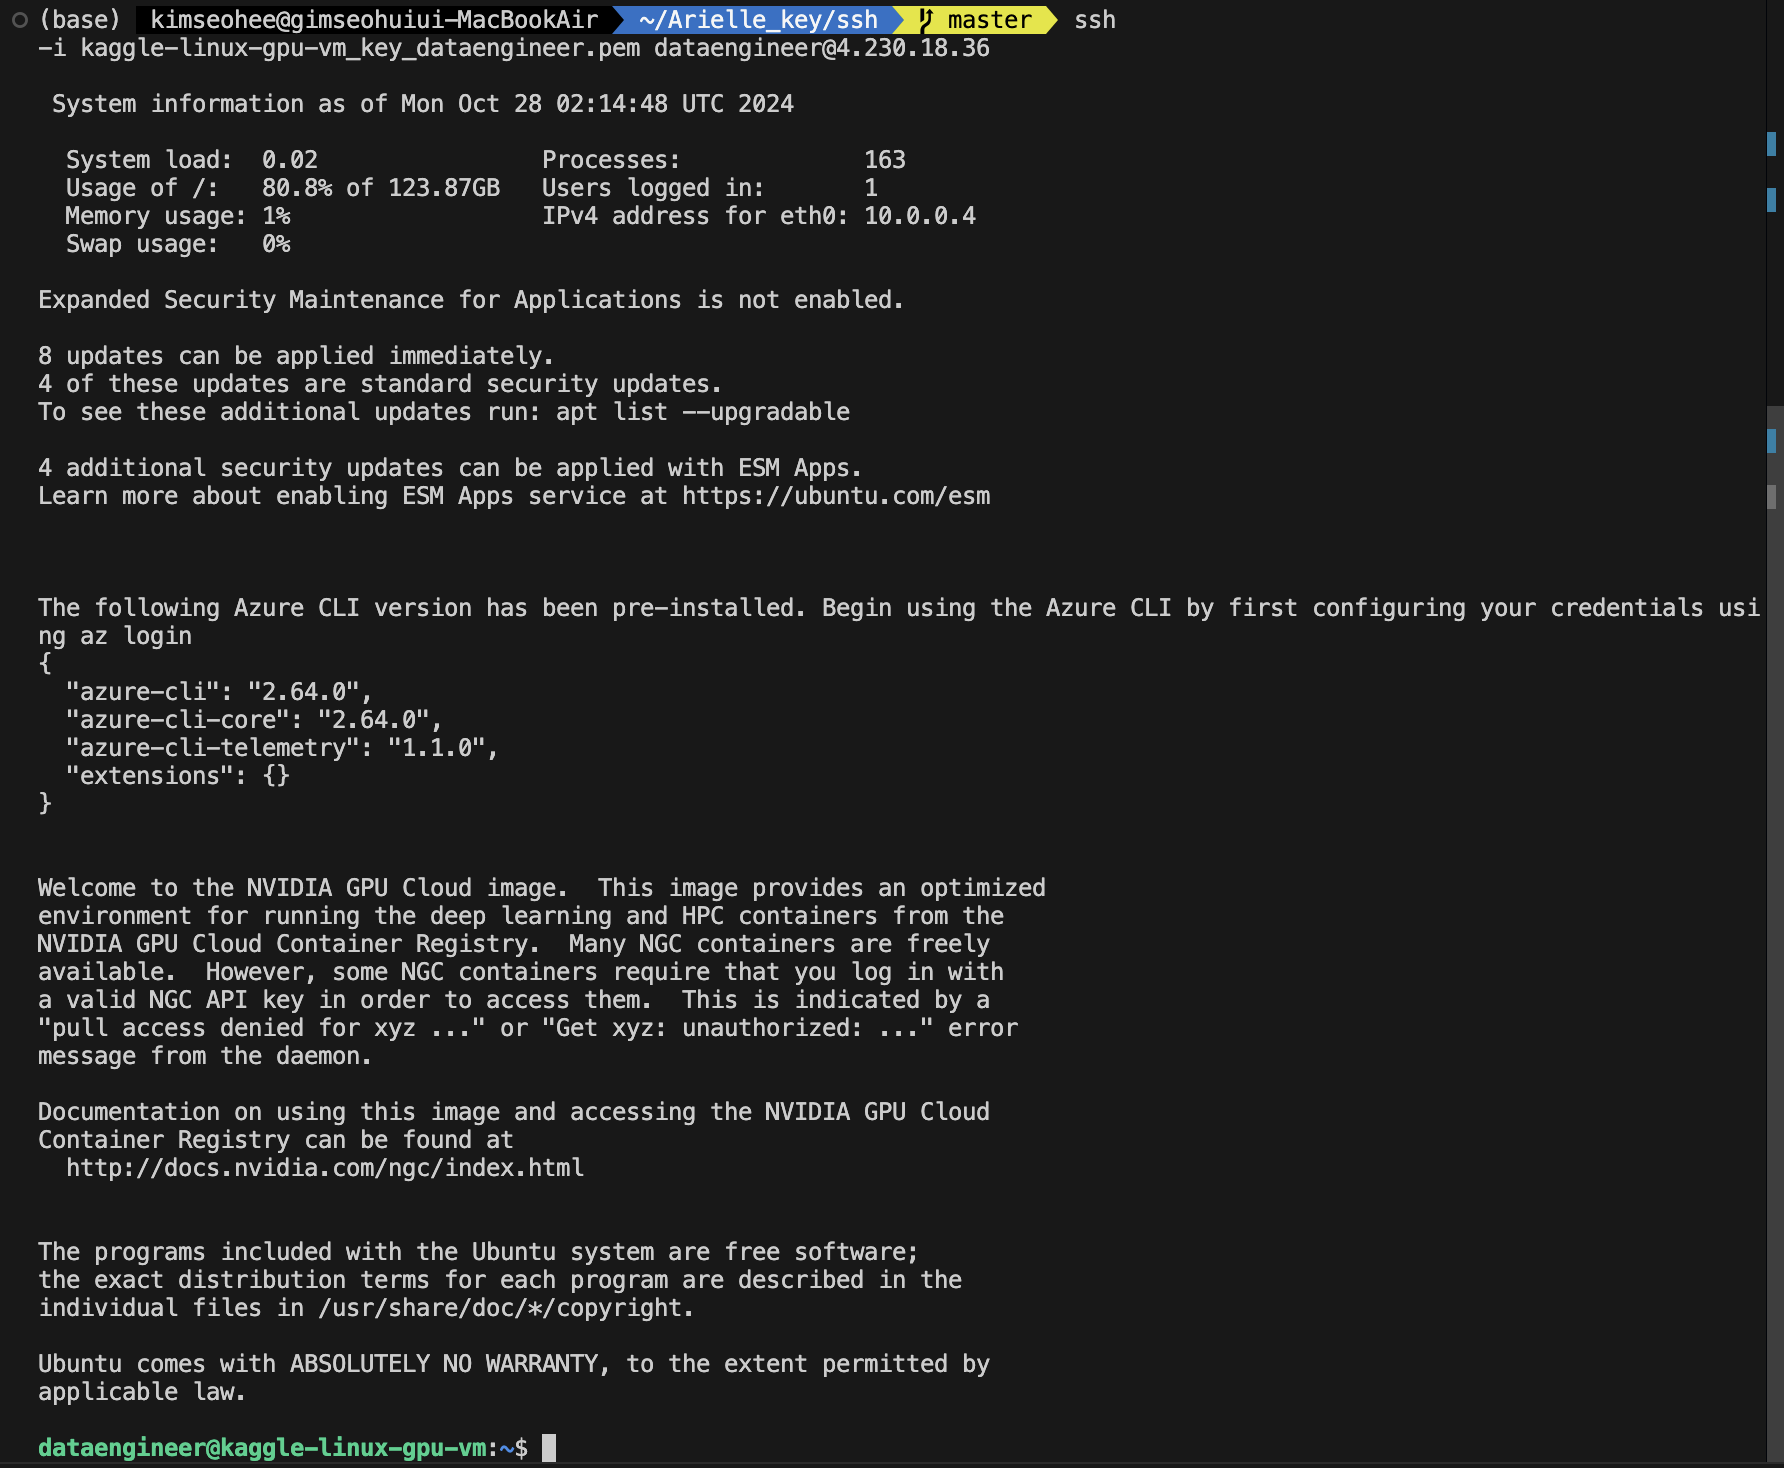 (base) kimseohee@gimseohuiui-MacBookAir ~/Arielle_key/ssh master ssh
-i kaggle-linux-gpu-vm_key_dataengineer.pem dataengineer@4.230.18.36
System information as of Mon Oct 28 02:14:48 UTC 2024
System load: 0.02 Processes: 163
Usage of /: 80.8% of 123.87GB Users logged in: 1
Memory usage: 1% IPv4 address for eth0: 10.0.0.4
Swap usage: 0%
Expanded Security Maintenance for Applications is not enabled.
8 updates can be applied immediately.
4 of these updates are standard security updates.
To see these additional updates run: apt list --upgradable
4 additional security updates can be applied with ESM Apps.
Learn more about enabling ESM Apps service at https://ubuntu.com/esm
The following Azure CLI version has been pre-installed. Begin using the Azure CLI by first configuring your credentials usi
ng az login
{
"azure-cli": "2.64.0",
"azure-cli-core": "2.64.0",
"azure-cli-telemetry": "1.1.0",
"extensions": {}
}
Welcome to the NVIDIA GPU Cloud image. This image provides an optimized
environment for running the deep learning and HPC containers from the
NVIDIA GPU Cloud Container Registry. Many NGC containers are freely
available. However, some NGC containers require that you log in with
a valid NGC API key in order to access them. This is indicated by a
"pull access denied for xyz ..." or "Get xyz: unauthorized: ..." error
message from the daemon.
Documentation on using this image and accessing the NVIDIA GPU Cloud
Container Registry can be found at
http://docs.nvidia.com/ngc/index.html
The programs included with the Ubuntu system are free software;
the exact distribution terms for each program are described in the
individual files in /usr/share/doc/*/copyright.
Ubuntu comes with ABSOLUTELY NO WARRANTY, to the extent permitted by
applicable law.
dataengineer@kaggle-linux-gpu-vm:~$